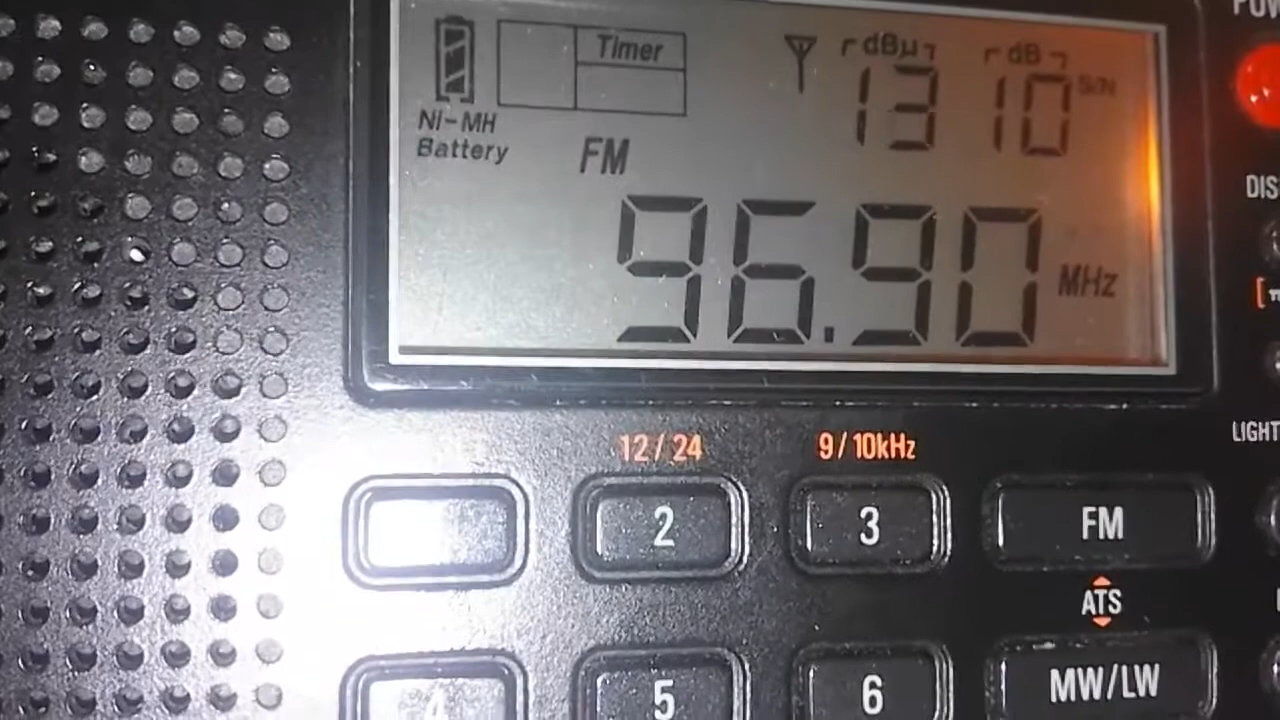 Timer
dBµ
dB
13
10
S/N
Ni-MH
Battery
FM
96.90
MHz
12/24
9/10kHz
LIGHT
2
3
FM
ATS
5
6
MW/LW